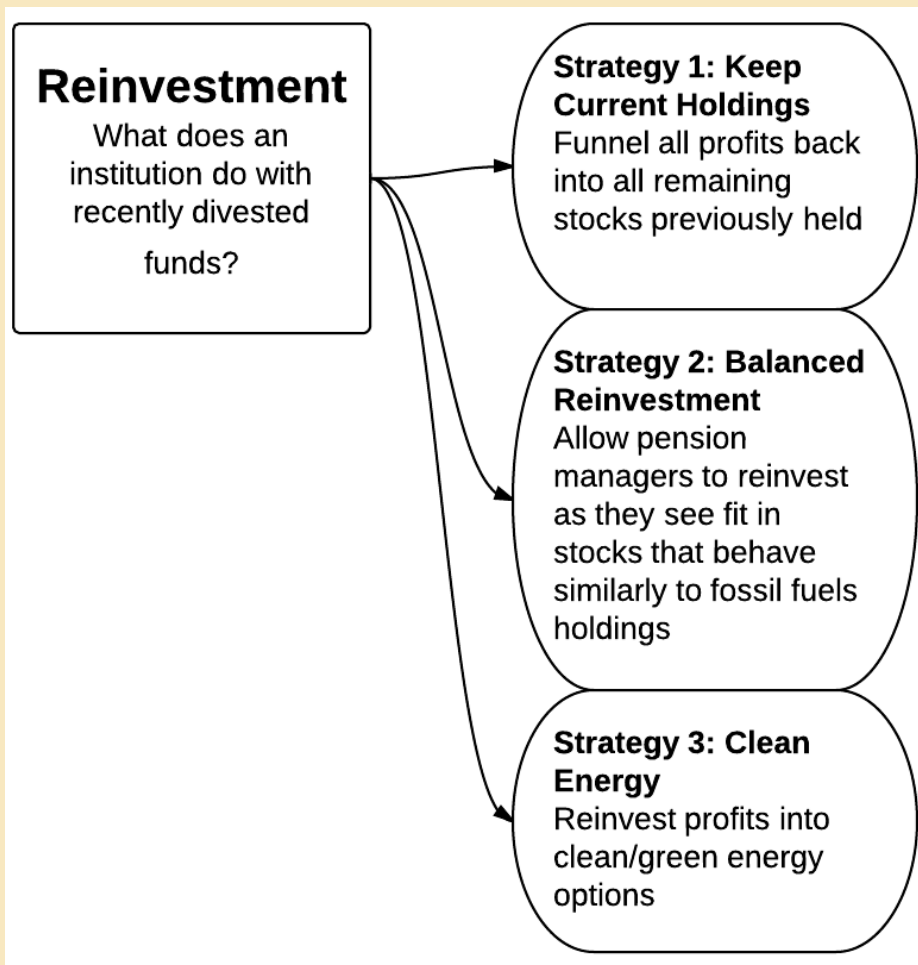 Reinvestment
What does an
institution do with
recently divested
funds?
Strategy 1: Keep
Current Holdings
Funnel all profits back
into all remaining
stocks previously held
Strategy 2: Balanced
Reinvestment
Allow pension
managers to reinvest
as they see fit in
stocks that behave
similarly to fossil fuels
holdings
Strategy 3: Clean
Energy
Reinvest profits into
clean/green energy
options